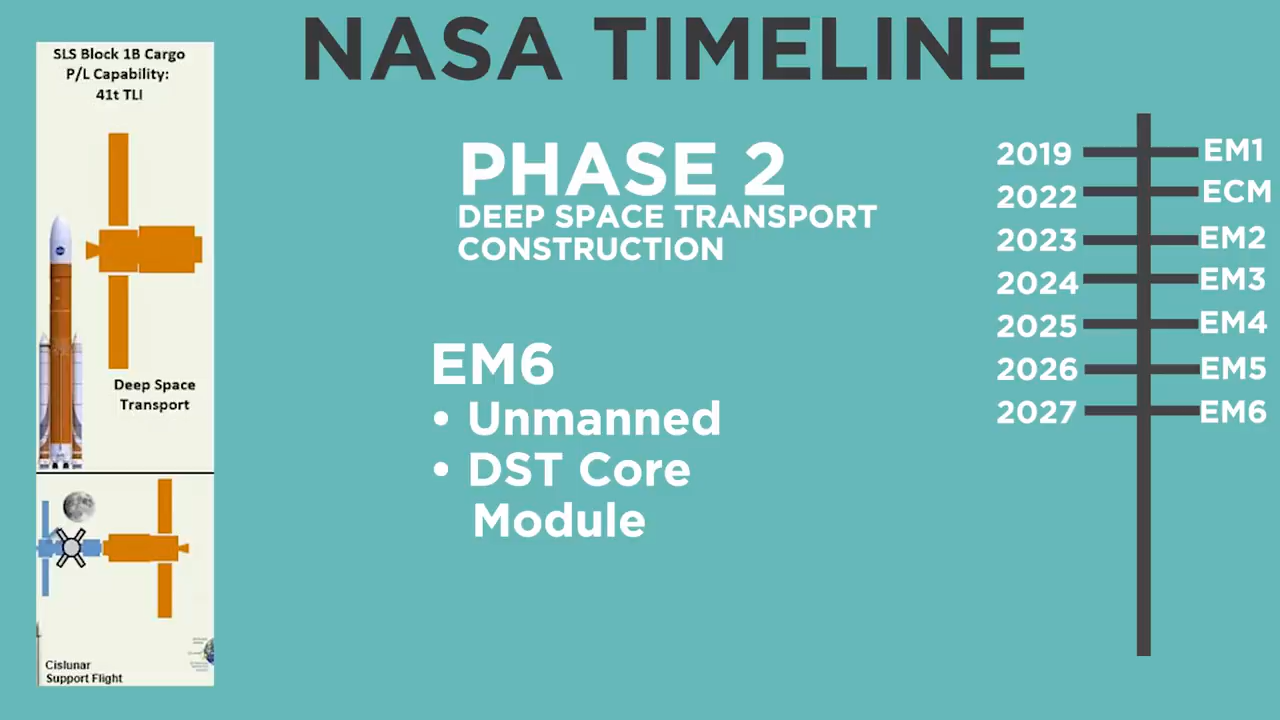 NASA TIMELINE
SLS Block 1B Cargo
P/L Capability:
41t TLI
Deep Space
Transport
Cislunar
Support Flight
PHASE 2
DEEP SPACE TRANSPORT
CONSTRUCTION
EM6
• Unmanned
• DST Core
Module
2019 EM1
2022 ECM
2023 EM2
2024 EM3
2025 EM4
2026 EM5
2027 EM6